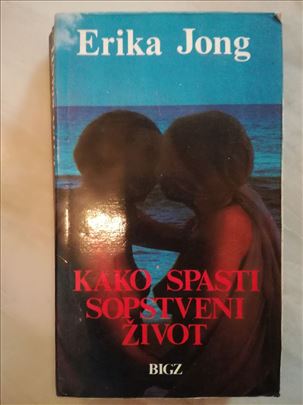 Erika Jong
KAKO SPASTI
SOPSTVENI
ŽIVOT
BIGZ